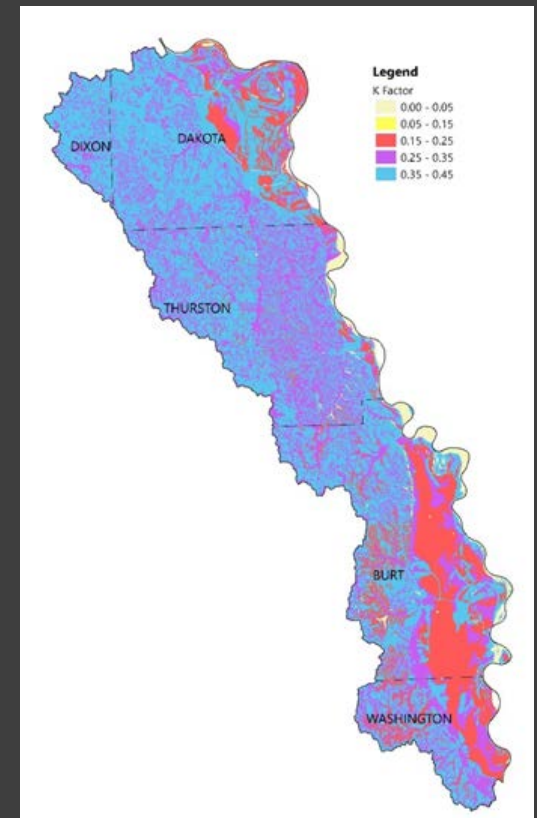 Legend
K Factor
0.00 - 0.05
0.05 - 0.15
0.15 - 0.25
0.25 - 0.35
0.35 - 0.45
DIXON
DAKOTA
THURSTON
BURT
WASHINGTON